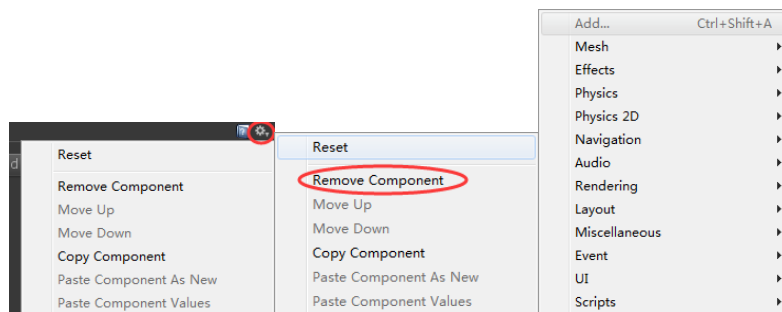 Reset
Remove Component
Move Up
Move Down
Copy Component
Paste Component As New
Paste Component Values
Reset
Remove Component
Move Up
Move Down
Copy Component
Paste Component As New
Paste Component Values
Add... Ctrl+Shift+A
Mesh
Effects
Physics
Physics 2D
Navigation
Audio
Rendering
Layout
Miscellaneous
Event
UI
Scripts